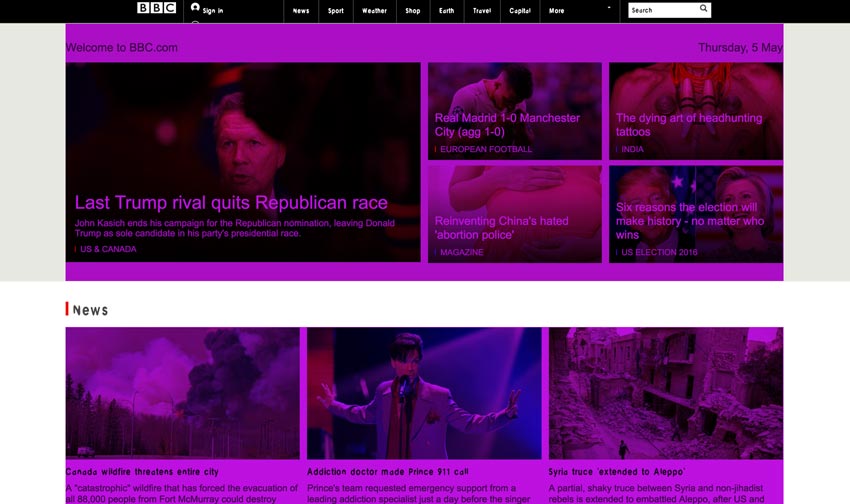 BBC
Sign in
News
Sport
Weather
Shop
Earth
Travel
Capital
More
Search
Welcome to BBC.com
Thursday, 5 May
Last Trump rival quits Republican race
John Kasich ends his campaign for the Republican nomination, leaving Donald
Trump as sole candidate in his party's presidential race.
US & CANADA
Real Madrid 1-0 Manchester
City (agg 1-0)
EUROPEAN FOOTBALL
The dying art of headhunting
tattoos
INDIA
Reinventing China's hated
'abortion police'
MAGAZINE
Six reasons the election will
make history - no matter who
wins
US ELECTION 2016
News
Canada wildfire threatens entire city
A "catastrophic" wildfire that has forced the evacuation of
all 88,000 people from Fort McMurray could destroy
Addiction doctor made Prince 911 call
Prince's team requested emergency support from a
leading addiction specialist just a day before the singer
Syria truce 'extended to Aleppo'
A partial, shaky truce between Syria and non-jihadist
rebels is extended to embattled Aleppo, after US and